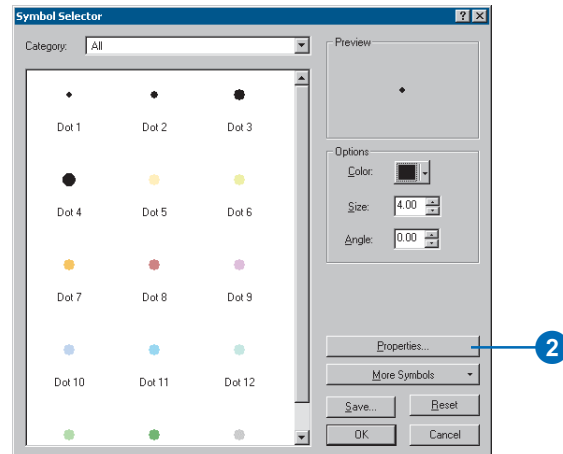 Symbol Selector
Category: All
Dot 1 Dot 2 Dot 3
Dot 4 Dot 5 Dot 6
Dot 7 Dot 8 Dot 9
Dot 10 Dot 11 Dot 12
Preview
Options
Color:
Size: 4.00
Angle: 0.00
Properties...
2
More Symbols
Save... Reset
OK Cancel